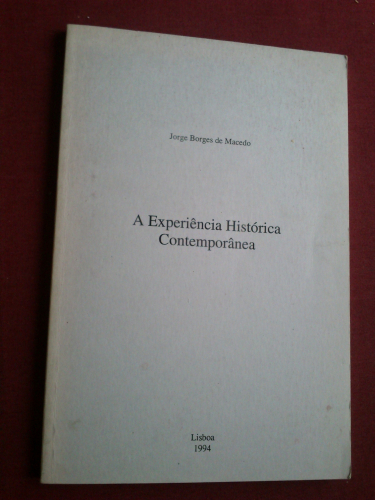 Jorge Borges de Macedo
A Experiência Histórica
Contemporânea
Lisboa
1994